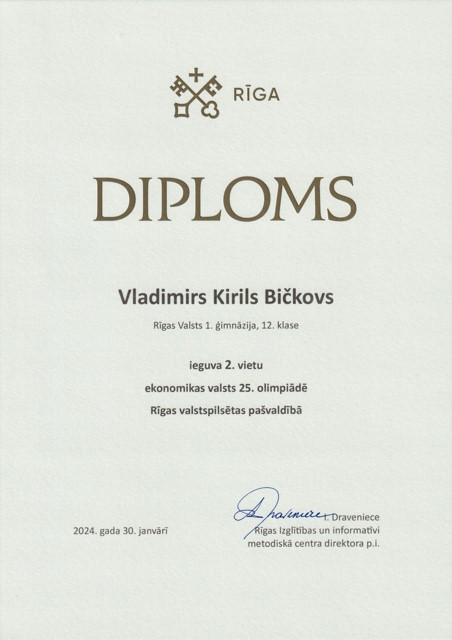 RĪGA
DIPLOMS
Vladimirs Kirils Bičkovs
Rīgas Valsts 1. ģimnāzija, 12. klase
ieguva 2. vietu
ekonomikas valsts 25. olimpiādē
Rīgas valstspilsētas pašvaldībā
I. Draveniece
2024. gada 30. janvārī
Rīgas Izglītības un informatīvi
metodiskā centra direktora p.i.